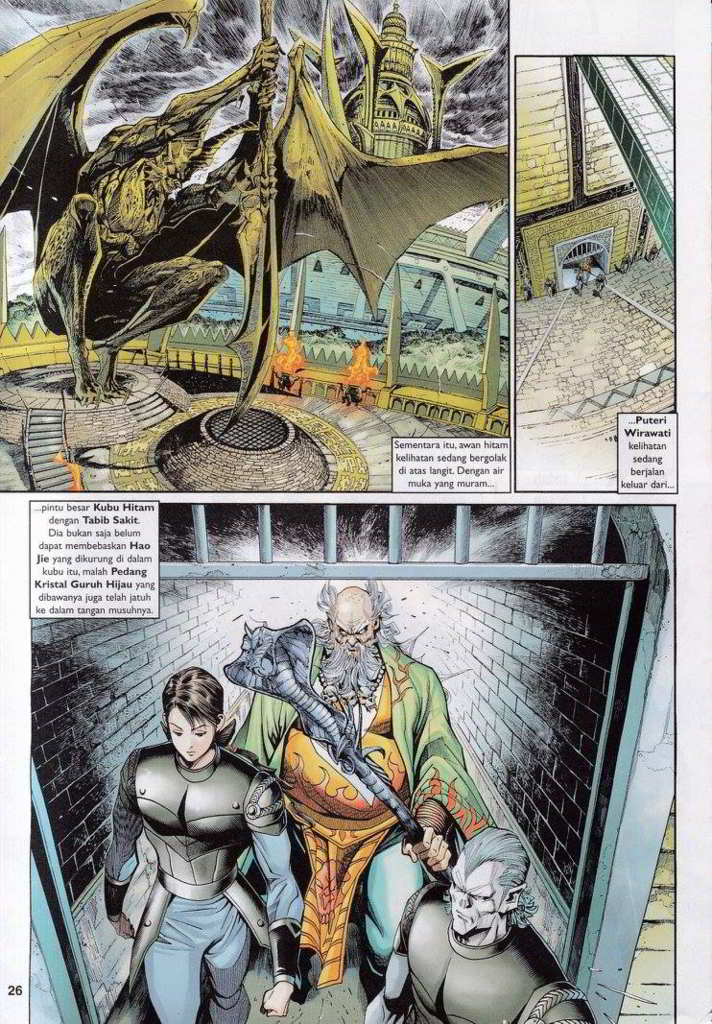 Sementara itu, awan hitam
kelihatan sedang bergolak
di atas langit. Dengan air
muka yang muram...
...Puteri
Wirawati
kelihatan
sedang
berjalan
keluar dari...
...pintu besar Kubu Hitam
dengan Tabib Sakit.
Dia bukan saja belum
dapat membebaskan Hao
Jie yang dikurung di dalam
kubu itu, malah Pedang
Kristal Guruh Hijau yang
dibawanya juga telah jatuh
ke dalam tangan musuhnya.
26